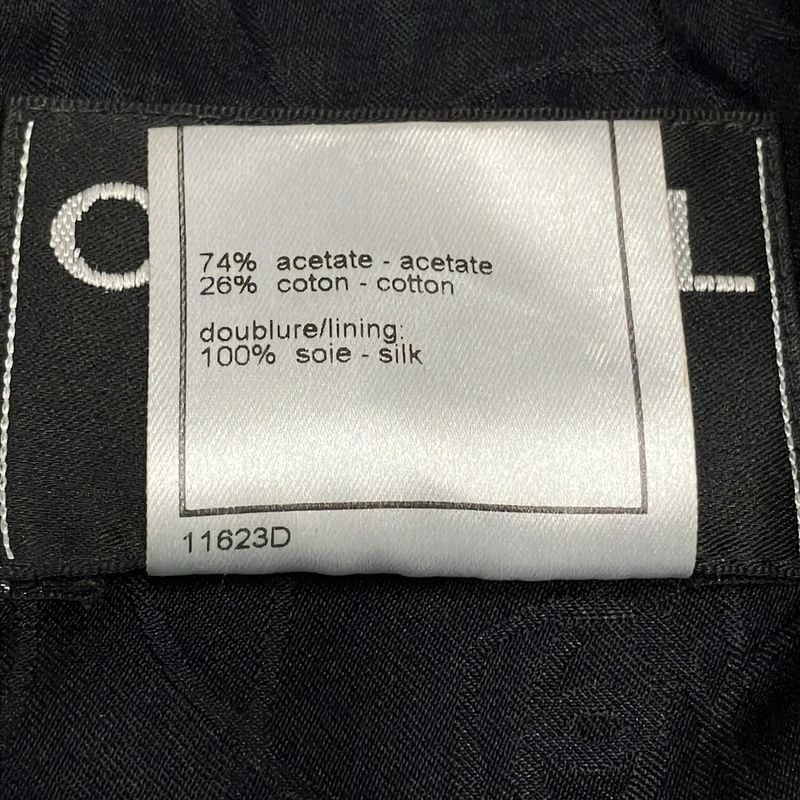 C L
74% acetate - acetate
26% coton - cotton
doublure/lining:
100% soie - silk
11623D